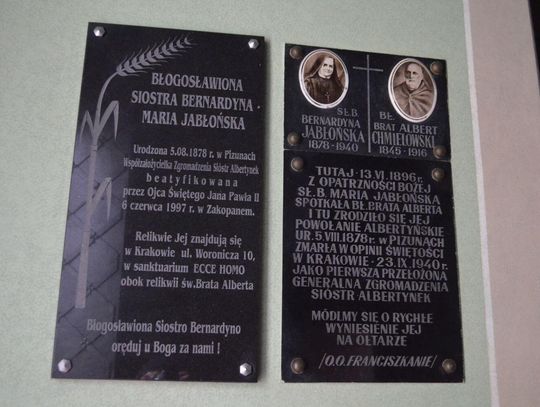 BŁOGOSŁAWIONA
SIOSTRA BERNARDYNA
MARIA JABŁOŃSKA
Urodzona 5.08.1878 r. w Pizunach
Współzałożycielka Zgromadzenia Sióstr Albertynek
beatyfikowana
przez Ojca Świętego Jana Pawła II
6 czerwca 1997 r. w Zakopanem.
Relikwie Jej znajdują się
w Krakowie ul. Woronicza 10,
w sanktuarium ECCE HOMO
obok relikwii św. Brata Alberta
Błogosławiona Siostro Bernardyno
oręduj u Boga za nami !
SŁ.B.
BERNARDYNA
JABŁOŃSKA
1878-1940
BŁ.
BRAT ALBERT
CHMIELOWSKI
1845-1916
TUTAJ · 13.VI.1896r.
Z OPATRZNOŚCI BOŻEJ
SŁ. B. MARIA JABŁOŃSKA
SPOTKAŁA BŁ. BRATA ALBERTA
I TU ZRODZIŁO SIĘ JEJ
POWOŁANIE ALBERTYŃSKIE
UR. 5.VIII.1878r. w PIZUNACH
ZMARŁA W OPINII ŚWIĘTOŚCI
W KRAKOWIE · 23.IX.1940r.
JAKO PIERWSZA PRZEŁOŻONA
GENERALNA ZGROMADZENIA
SIÓSTR ALBERTYNEK
MÓDLMY SIĘ O RYCHŁE
WYNIESIENIE JEJ
NA OŁTARZE
/O.O. FRANCISZKANIE/